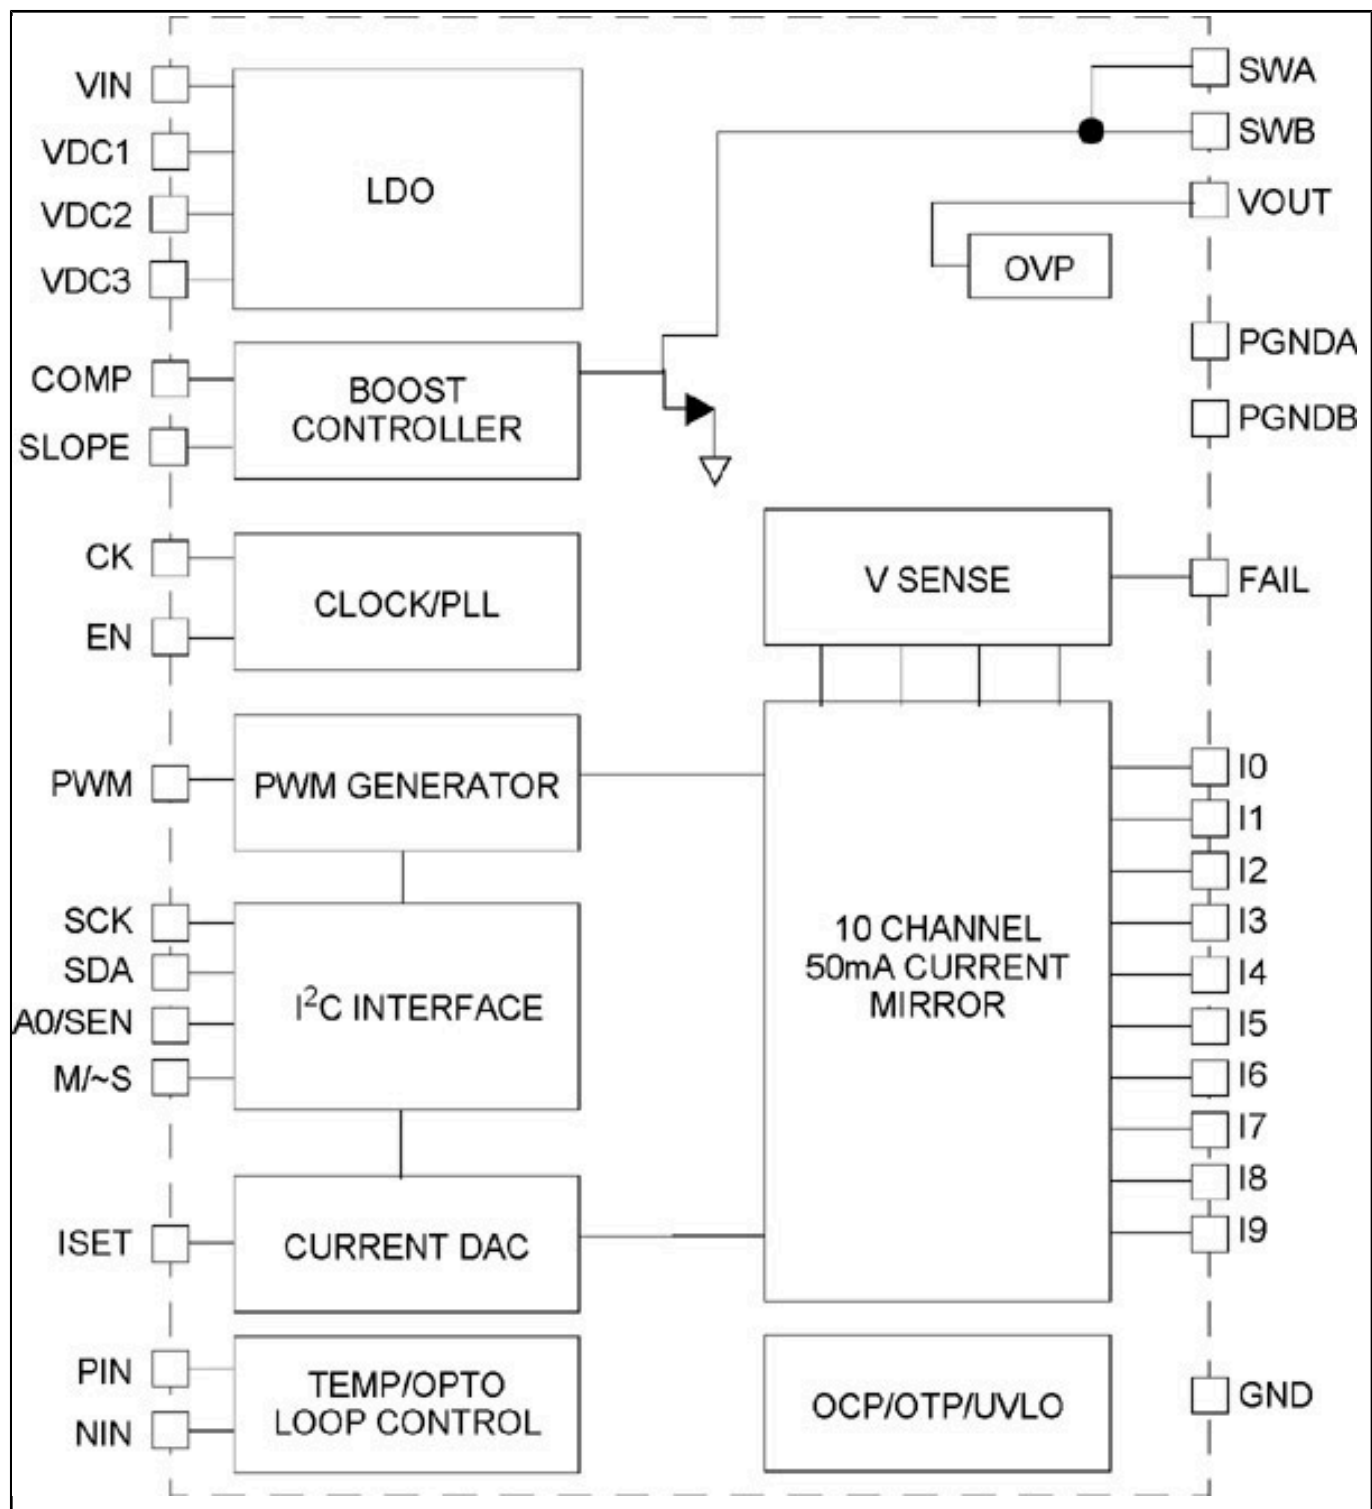 VIN
VDC1
VDC2
VDC3
LDO
SWA
SWB
VOUT
OVP
PGNDA
PGNDB
COMP
SLOPE
BOOST
CONTROLLER
CK
EN
CLOCK/PLL
V SENSE
FAIL
PWM
PWM GENERATOR
SCK
SDA
A0/SEN
M/~S
I²C INTERFACE
10 CHANNEL
50mA CURRENT
MIRROR
I0
I1
I2
I3
I4
I5
I6
I7
I8
I9
ISET
CURRENT DAC
PIN
NIN
TEMP/OPTO
LOOP CONTROL
OCP/OTP/UVLO
GND